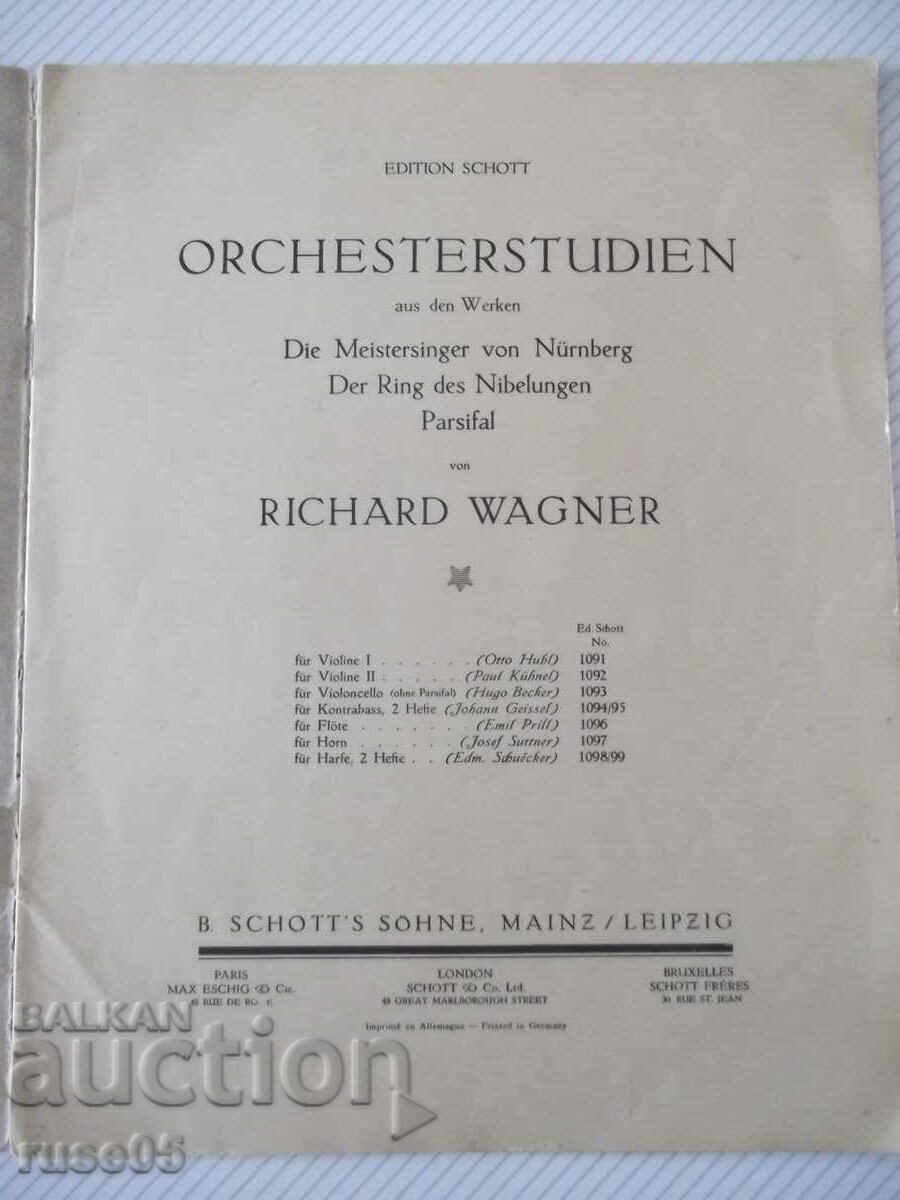 EDITION SCHOTT
ORCHESTERSTUDIEN
aus den Werken
Die Meistersinger von Nürnberg
Der Ring des Nibelungen
Parsifal
von
RICHARD WAGNER
Ed. Schott
No.
für Violine I . . . . . . (Otto Hubl) 1091
für Violine II . . . . . (Paul Kühnel) 1092
für Violoncello (ohne Parsifal) (Hugo Becker) 1093
für Kontrabass, 2 Hefte (Johann Geissel) 1094/95
für Flöte . . . . . . . (Emil Prill) 1096
für Horn . . . . . . (Josef Suttner) 1097
für Harfe, 2 Hefte . . (Edm. Schuëcker) 1098/99
B. SCHOTT'S SÖHNE, MAINZ / LEIPZIG
PARIS
MAX ESCHIG & Cie.
RUE DE
LONDON
SCHOTT & Co. Ltd.
48 GREAT MARLBOROUGH STREET
BRUXELLES
SCHOTT FRÈRES
30 RUE ST. JEAN
Imprimé en Allemagne — Printed in Germany
BALKAN
auction
ruse05